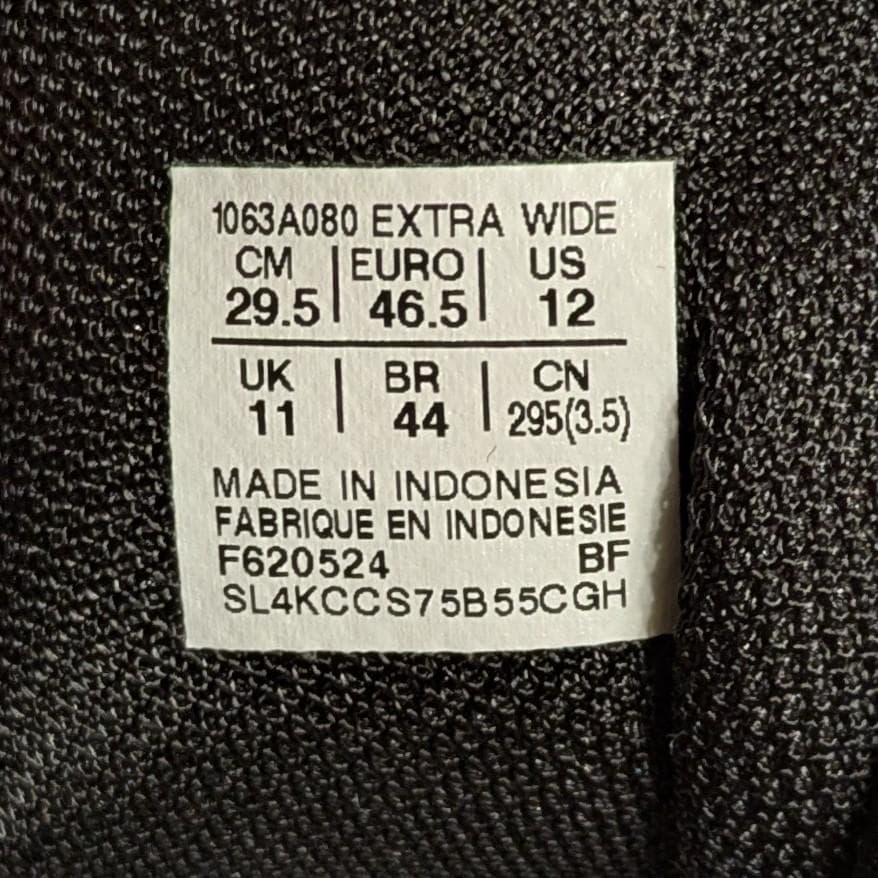 1063A080 EXTRA WIDE
CM | EURO | US
29.5 | 46.5 | 12
UK | BR | CN
11 | 44 | 295(3.5)
MADE IN INDONESIA
FABRIQUE EN INDONESIE
F620524 BF
SL4KCCS75B55CGH